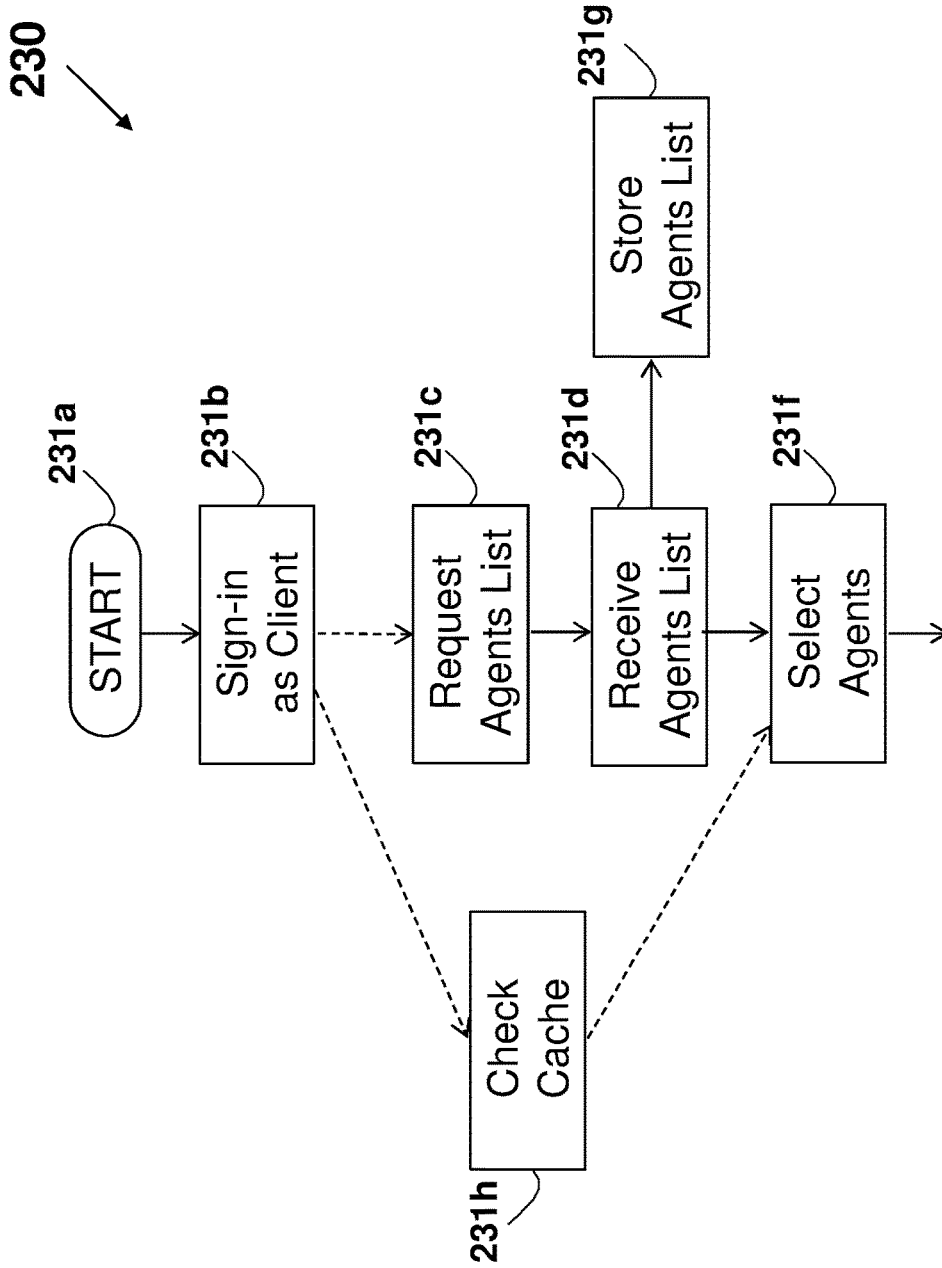 230
231a
START
231b
Sign-in
as Client
231c
Request
Agents List
231d
Receive
Agents List
231g
Store
Agents List
231h
Check
Cache
231f
Select
Agents